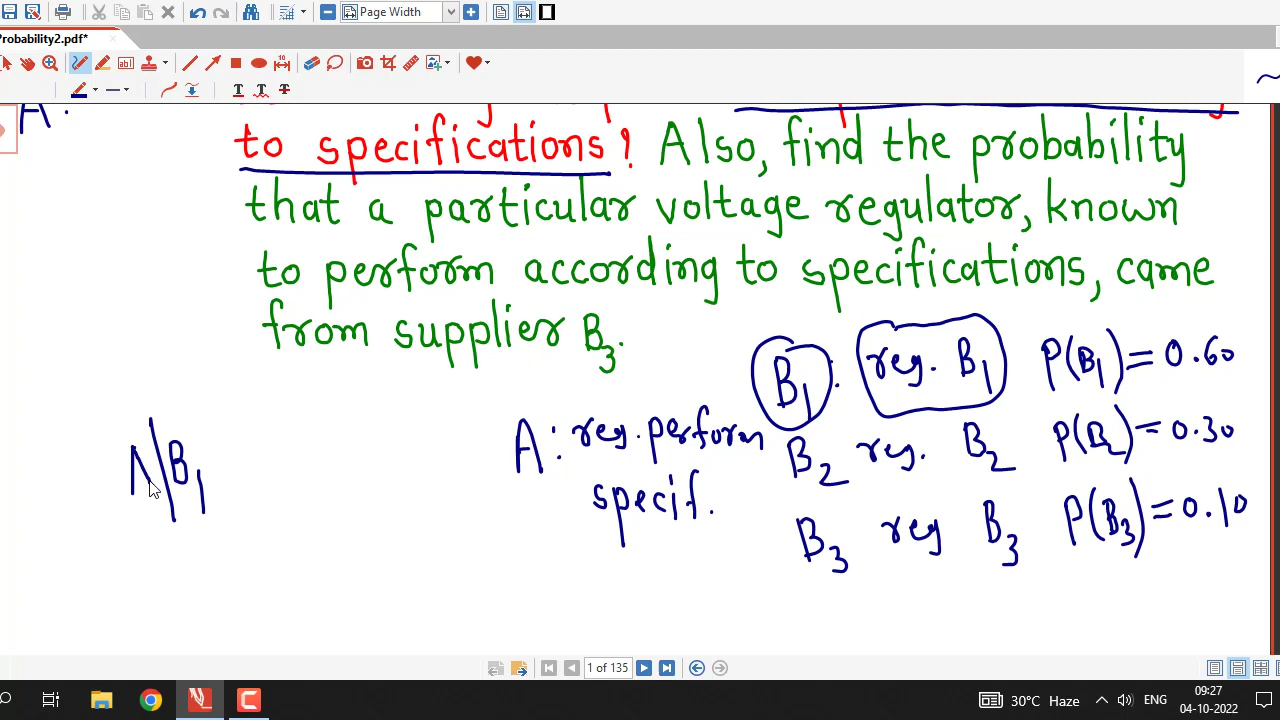 Page Width
Probability2.pdf*
A:
to specifications? Also, find the probability
that a particular voltage regulator, known
to perform according to specifications, came
from supplier B3.
B1. reg. B1 P(B1)=0.60
A: reg. perform
specif.
B2 reg. B2 P(B2)=0.30
B3 reg B3 P(B3)=0.10
/B1
1 of 135
30°C Haze
ENG
09:27
04-10-2022